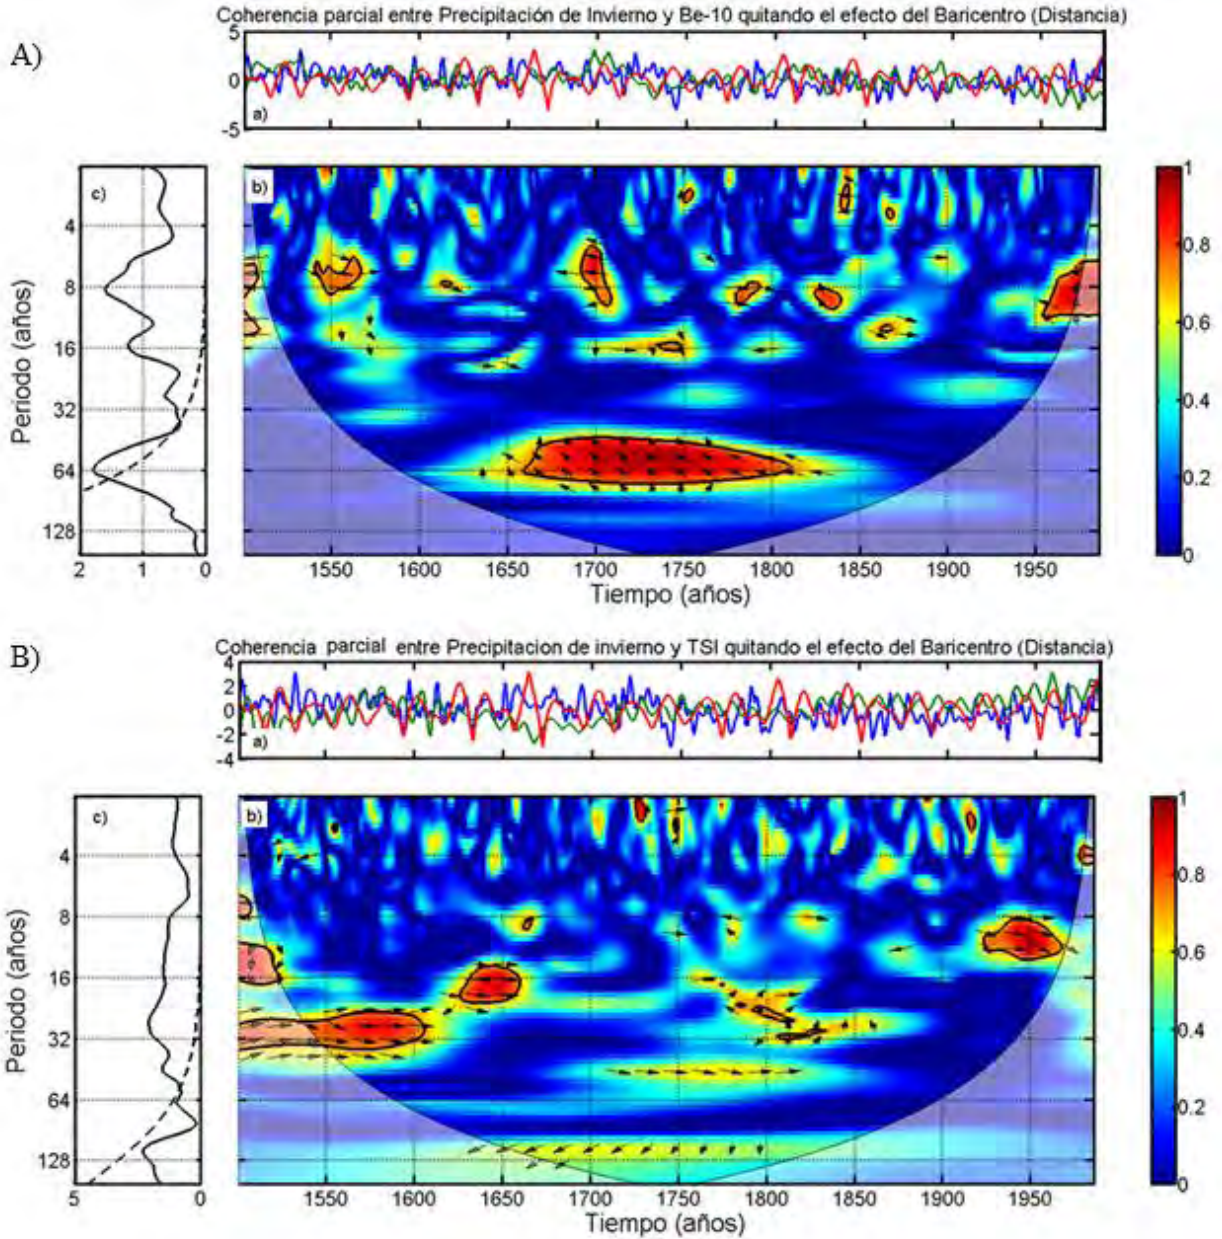 A)
Coherencia parcial entre Precipitación de Invierno y Be-10 quitando el efecto del Baricentro (Distancia)
5
0
-5
a)
c)
b)
4
8
16
32
64
128
Periodo (años)
2 1 0
1550 1600 1650 1700 1750 1800 1850 1900 1950
Tiempo (años)
1
0.8
0.6
0.4
0.2
0
B)
Coherencia parcial entre Precipitacion de invierno y TSI quitando el efecto del Baricentro (Distancia)
4
2
0
-2
-4
a)
c)
b)
4
8
16
32
64
128
Periodo (años)
5 0
1550 1600 1650 1700 1750 1800 1850 1900 1950
Tiempo (años)
1
0.8
0.6
0.4
0.2
0